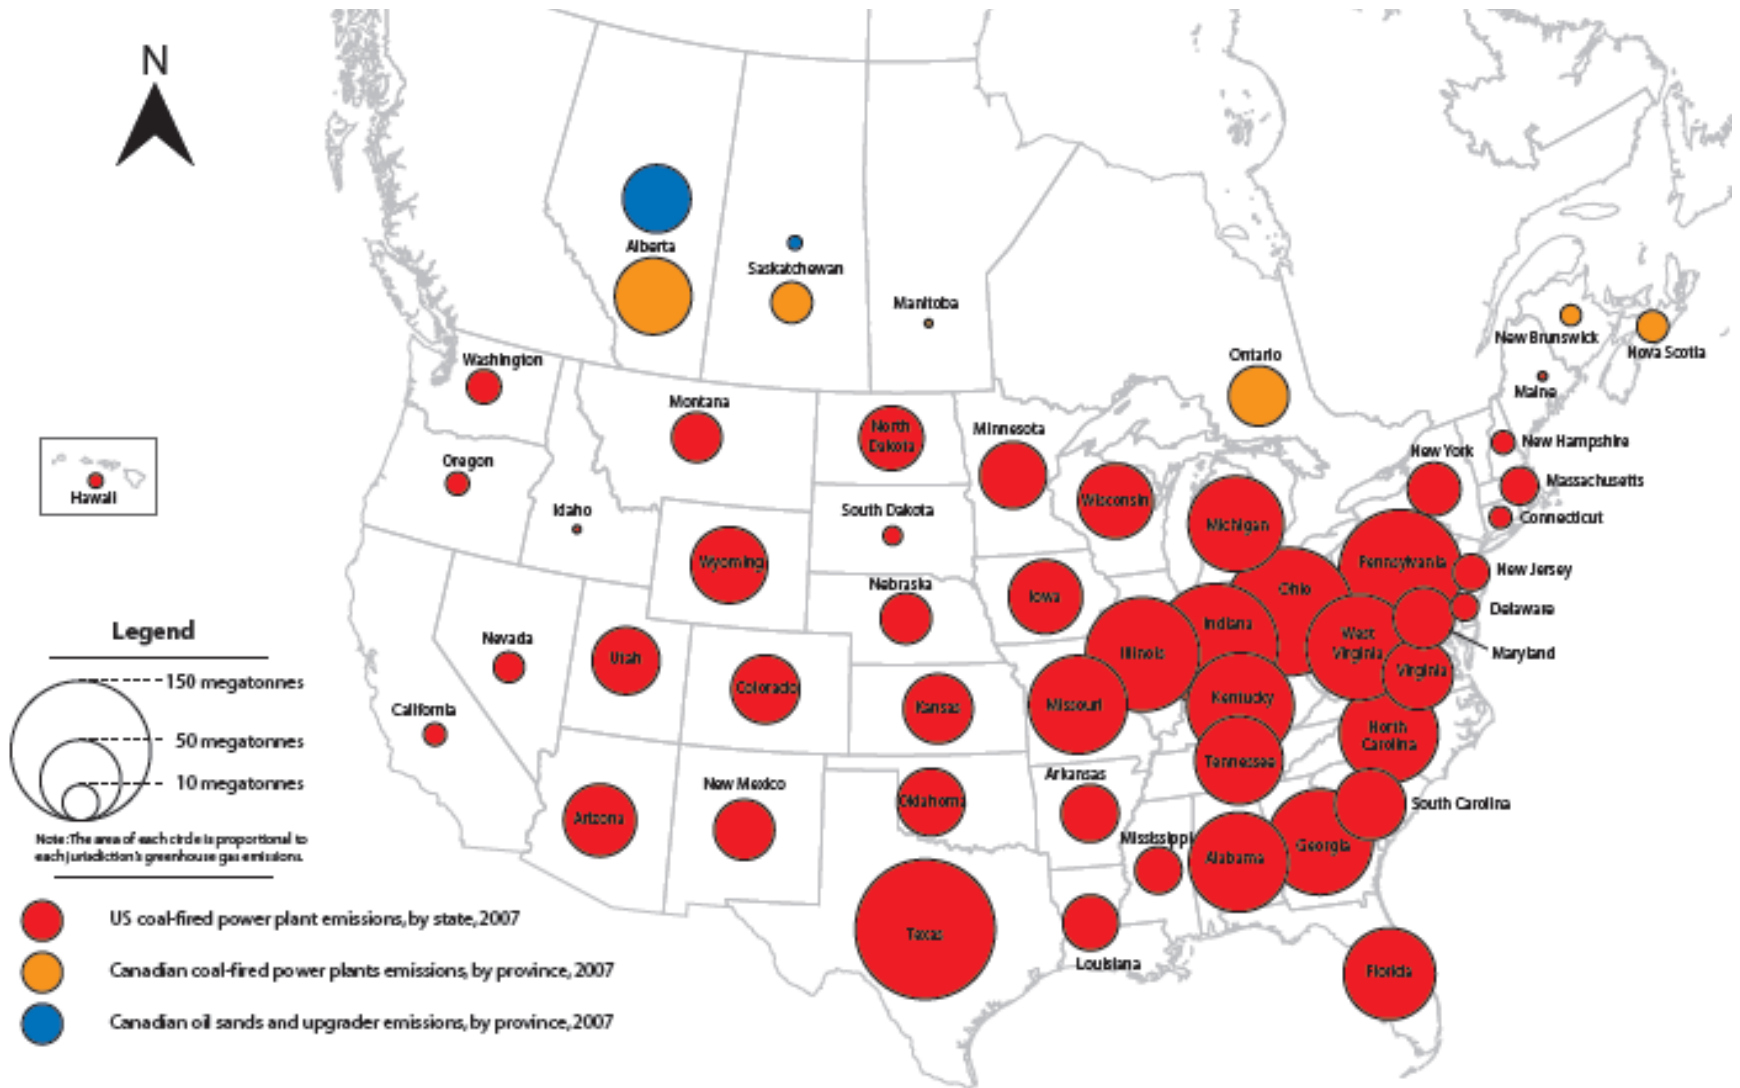 N
Alberta
Saskatchewan
Manitoba
Ontario
New Brunswick
Nova Scotia
Maine
Washington
Montana
North
Dakota
Minnesota
Wisconsin
Michigan
New York
New Hampshire
Massachusetts
Connecticut
Oregon
Idaho
South Dakota
Hawaii
Wyoming
Nebraska
Iowa
Ohio
Pennsylvania
New Jersey
Delaware
Maryland
Indiana
Illinois
West
Virginia
Virginia
Nevada
Utah
Colorado
Kansas
Missouri
Kentucky
California
North
Carolina
Tennessee
Arizona
New Mexico
Oklahoma
Arkansas
South Carolina
Mississippi
Alabama
Georgia
Texas
Louisiana
Florida
Legend
150 megatonnes
50 megatonnes
10 megatonnes
Note: The area of each circle is proportional to
each jurisdiction's greenhouse gas emissions.
US coal-fired power plant emissions, by state, 2007
Canadian coal-fired power plants emissions, by province, 2007
Canadian oil sands and upgrader emissions, by province, 2007